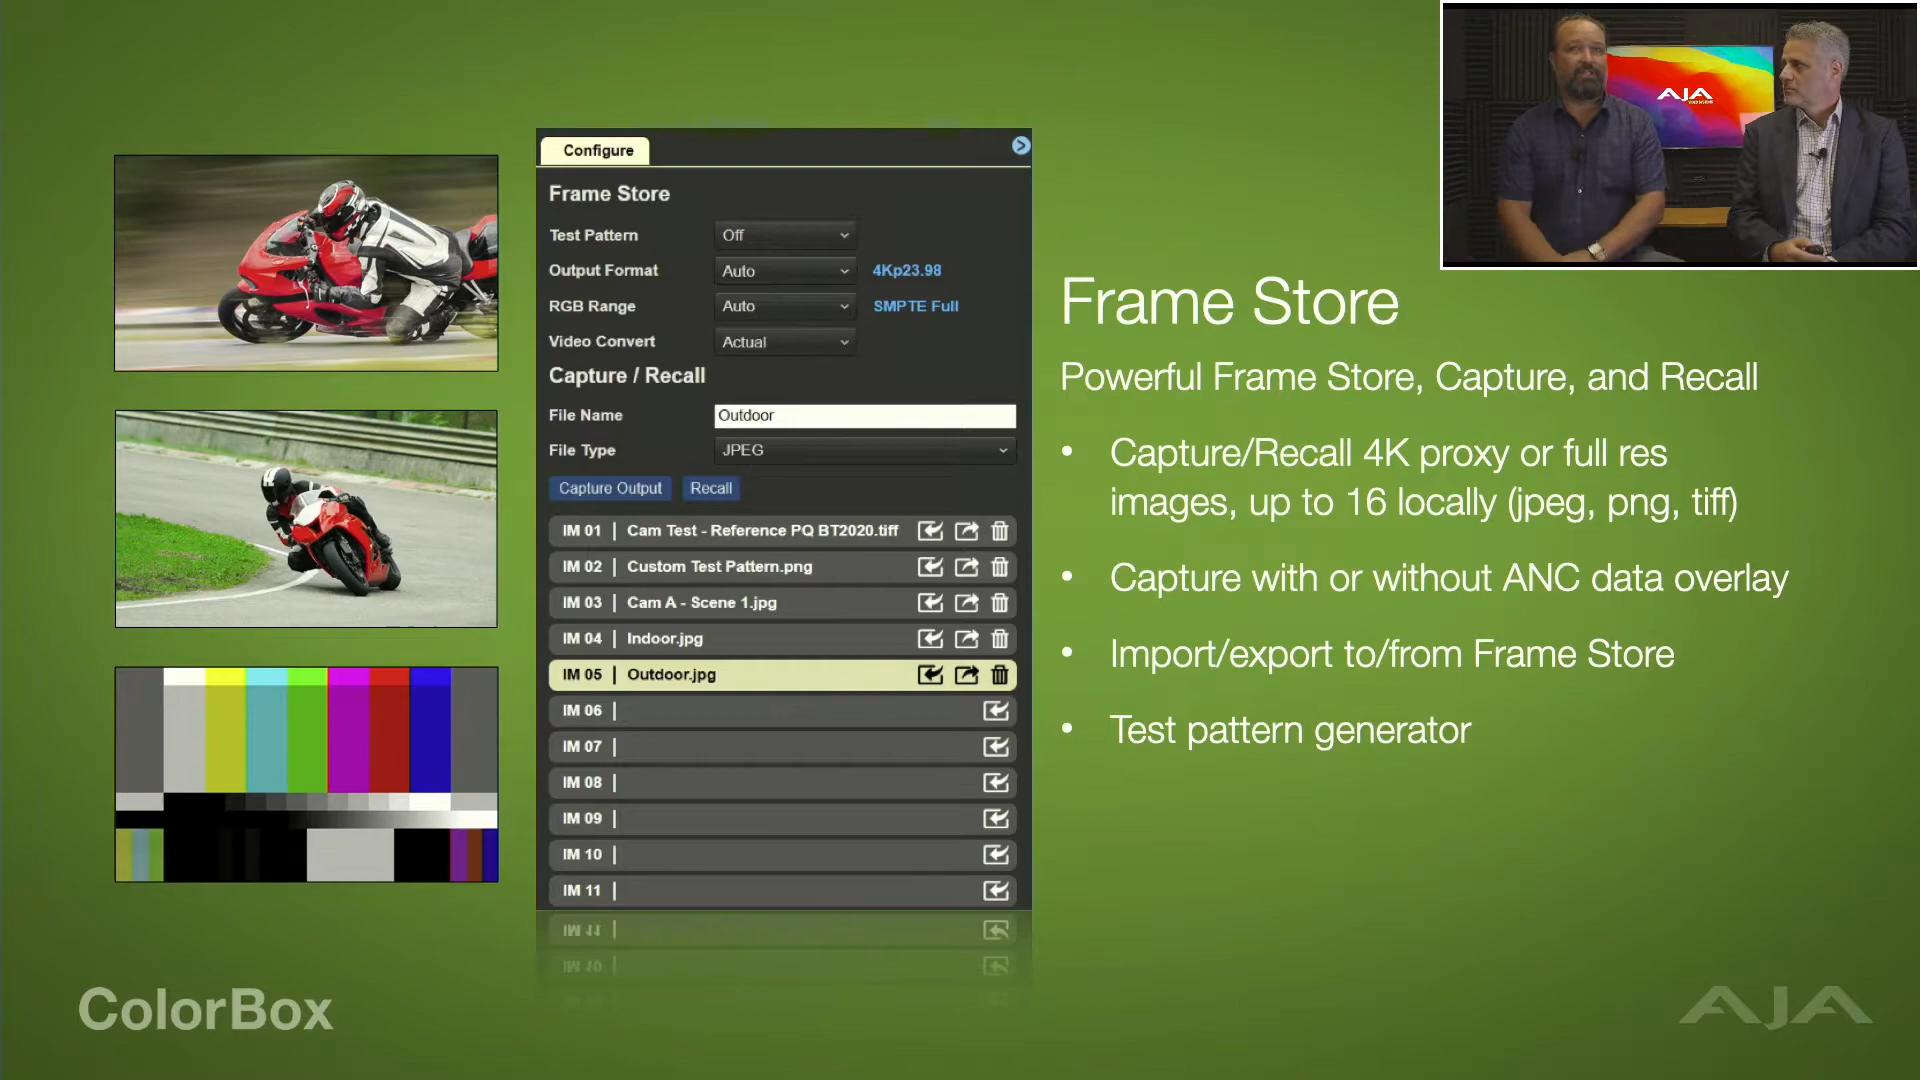 AJA
Configure
Frame Store
Test Pattern Off
Output Format Auto 4Kp23.98
RGB Range Auto SMPTE Full
Video Convert Actual
Capture / Recall
File Name Outdoor
File Type JPEG
Capture Output Recall
IM 01 | Cam Test - Reference PQ BT2020.tiff
IM 02 | Custom Test Pattern.png
IM 03 | Cam A - Scene 1.jpg
IM 04 | Indoor.jpg
IM 05 | Outdoor.jpg
IM 06 |
IM 07 |
IM 08 |
IM 09 |
IM 10 |
IM 11 |
Frame Store
Powerful Frame Store, Capture, and Recall
• Capture/Recall 4K proxy or full res
images, up to 16 locally (jpeg, png, tiff)
• Capture with or without ANC data overlay
• Import/export to/from Frame Store
• Test pattern generator
ColorBox
AJA